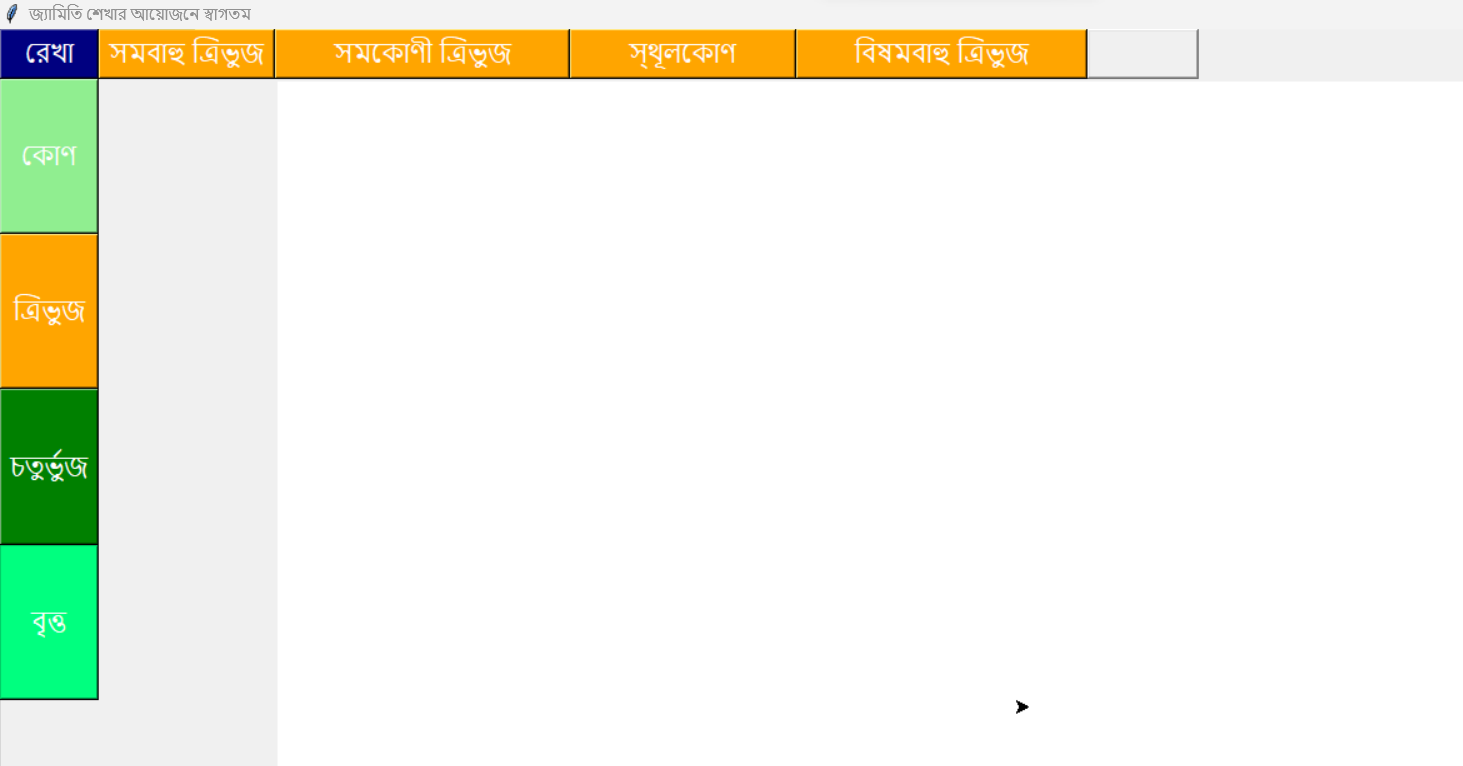 জ্যামিতি শেখার আয়োজনে স্বাগতম
রেখা সমবাহু ত্রিভুজ সমকোণী ত্রিভুজ স্থূলকোণ বিষমবাহু ত্রিভুজ
কোণ
ত্রিভুজ
চতুর্ভুজ
বৃত্ত